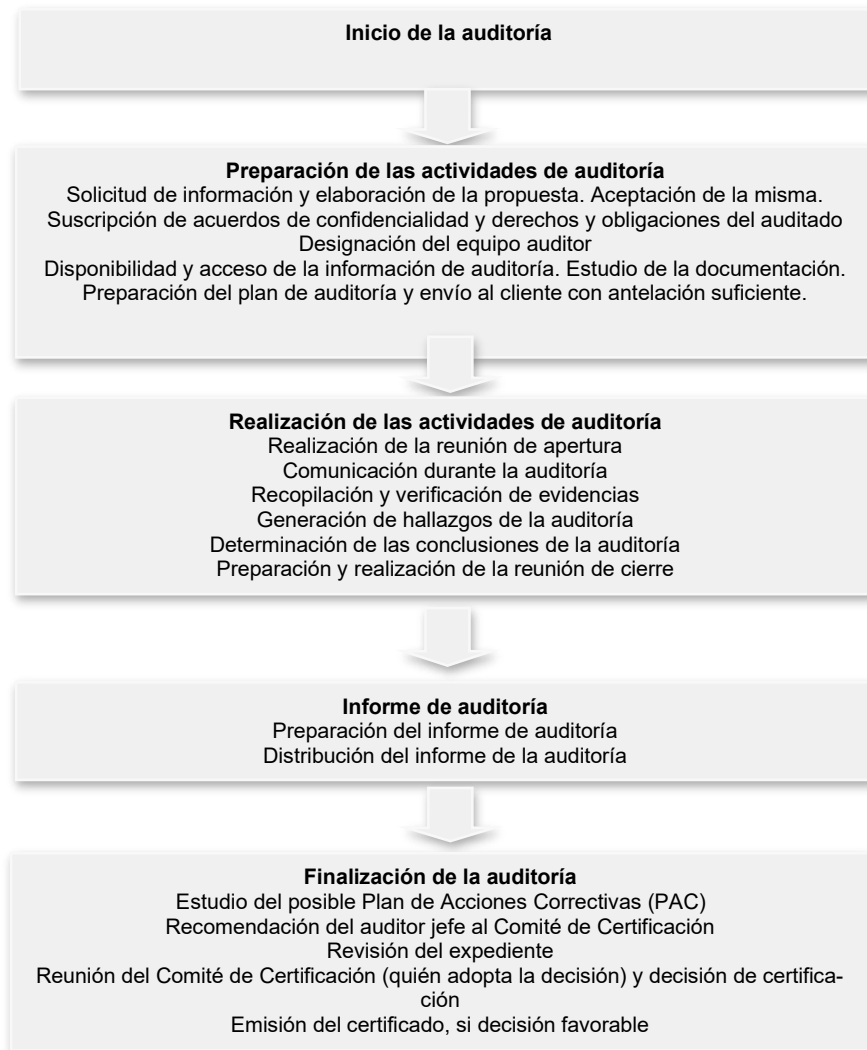 Inicio de la auditoría
Preparación de las actividades de auditoría
Solicitud de información y elaboración de la propuesta. Aceptación de la misma.
Suscripción de acuerdos de confidencialidad y derechos y obligaciones del auditado
Designación del equipo auditor
Disponibilidad y acceso de la información de auditoría. Estudio de la documentación.
Preparación del plan de auditoría y envío al cliente con antelación suficiente.
Realización de las actividades de auditoría
Realización de la reunión de apertura
Comunicación durante la auditoría
Recopilación y verificación de evidencias
Generación de hallazgos de la auditoría
Determinación de las conclusiones de la auditoría
Preparación y realización de la reunión de cierre
Informe de auditoría
Preparación del informe de auditoría
Distribución del informe de la auditoría
Finalización de la auditoría
Estudio del posible Plan de Acciones Correctivas (PAC)
Recomendación del auditor jefe al Comité de Certificación
Revisión del expediente
Reunión del Comité de Certificación (quién adopta la decisión) y decisión de certifica-
ción
Emisión del certificado, si decisión favorable